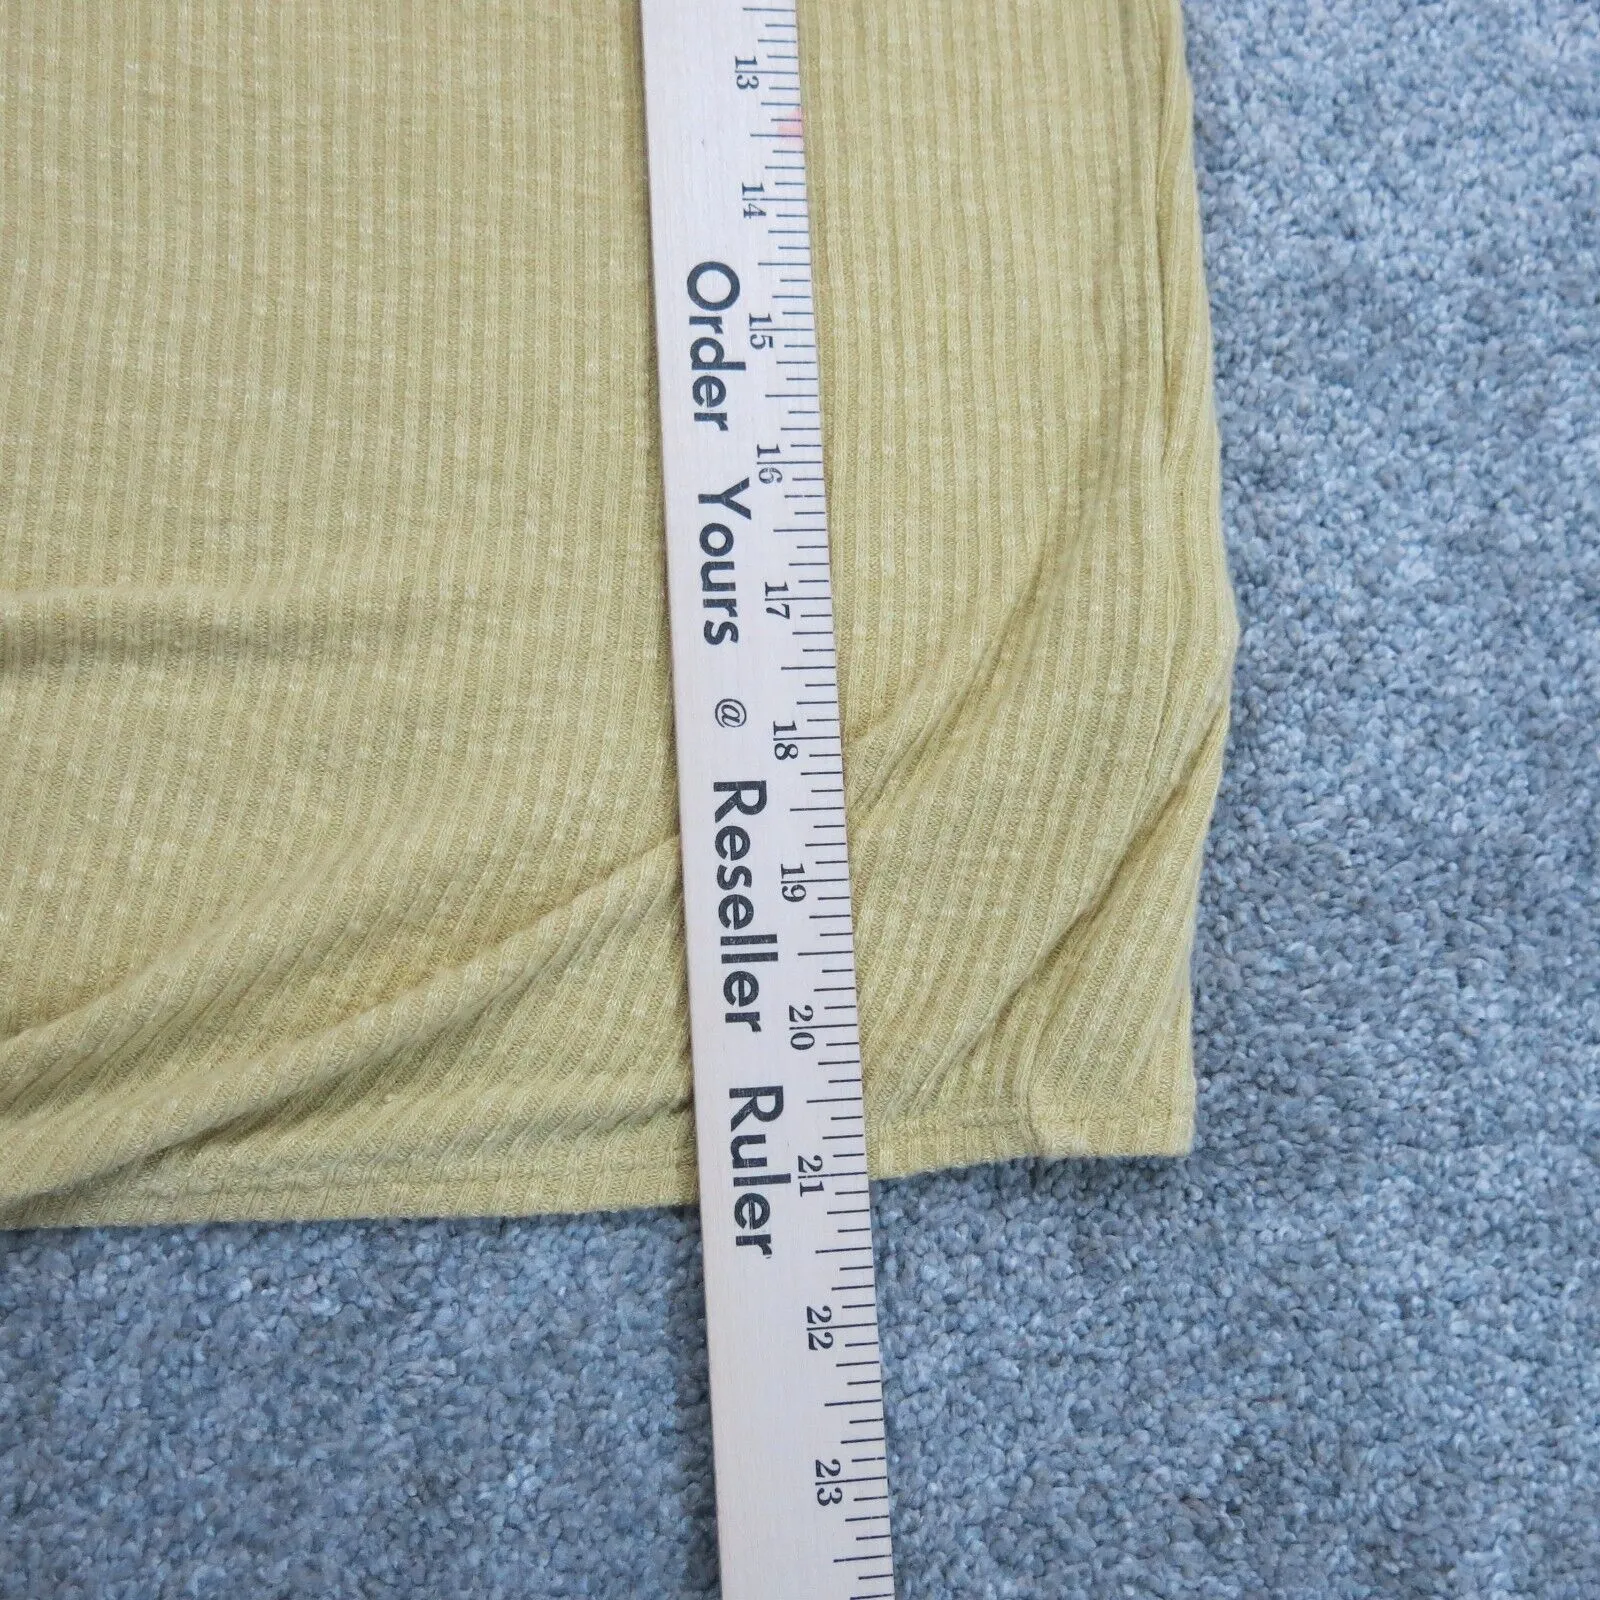 Order Yours @ Reseller Ruler
13 14 15 16 17 18 19 20 21 22 23